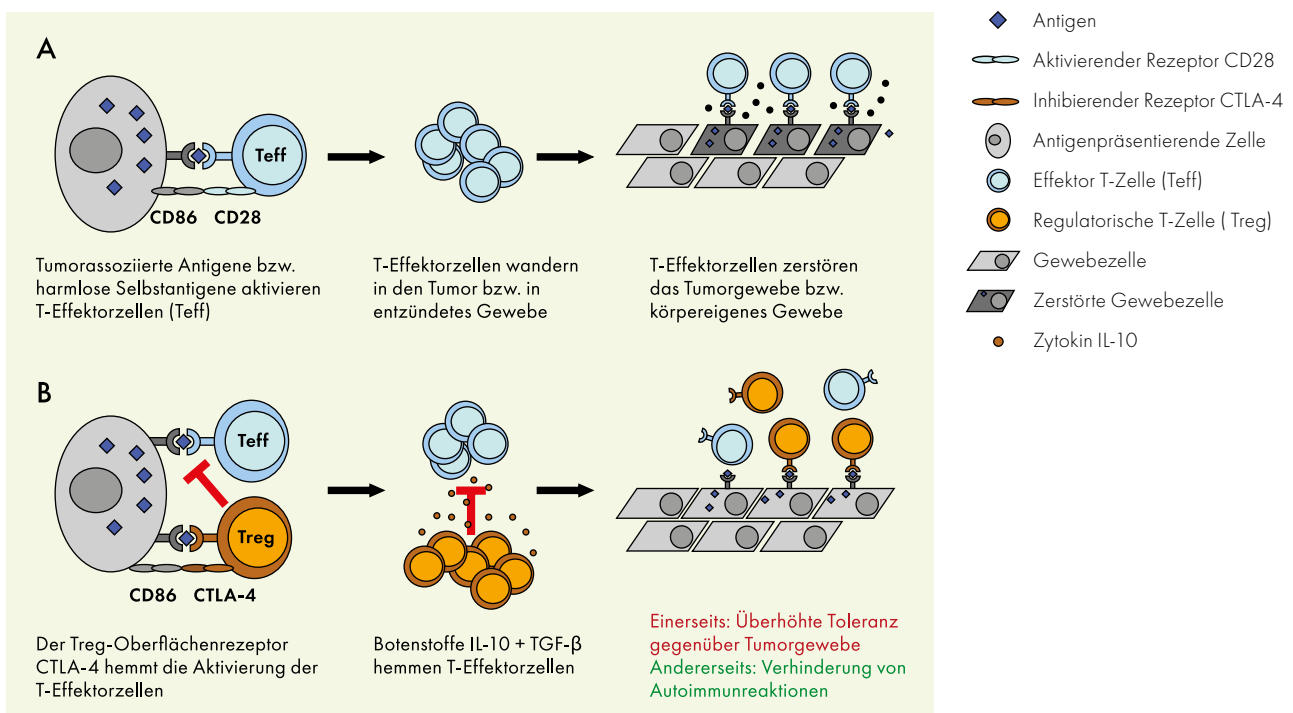 A
Teff
CD86 CD28
Tumorassoziierte Antigene bzw.
harmlose Selbstantigene aktivieren
T-Effektorzellen (Teff)
T-Effektorzellen wandern
in den Tumor bzw. in
entzündetes Gewebe
T-Effektorzellen zerstören
das Tumorgewebe bzw.
körpereigenes Gewebe
B
Teff
Treg
CD86 CTLA-4
Der Treg-Oberflächenrezeptor
CTLA-4 hemmt die Aktivierung der
T-Effektorzellen
Botenstoffe IL-10 + TGF-β
hemmen T-Effektorzellen
Einerseits: Überhöhte Toleranz
gegenüber Tumorgewebe
Andererseits: Verhinderung von
Autoimmunreaktionen
Antigen
Aktivierender Rezeptor CD28
Inhibierender Rezeptor CTLA-4
Antigenpräsentierende Zelle
Effektor T-Zelle (Teff)
Regulatorische T-Zelle ( Treg)
Gewebezelle
Zerstörte Gewebezelle
Zytokin IL-10